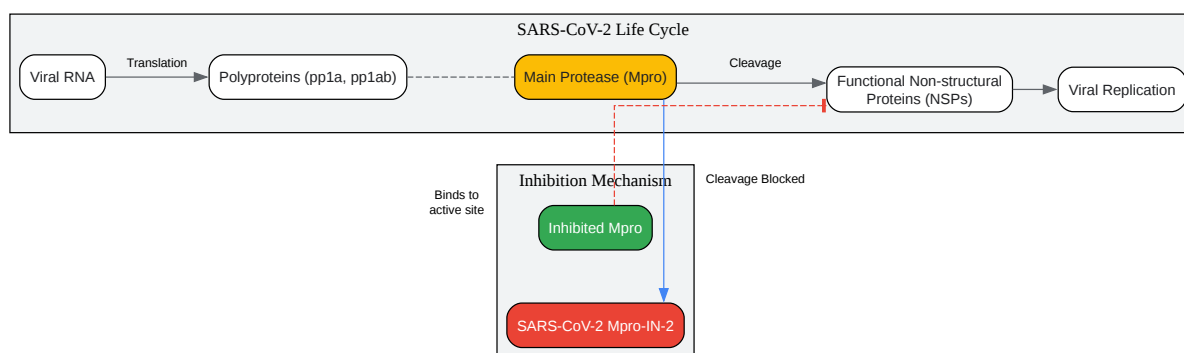 SARS-CoV-2 Life Cycle
Viral RNA
Translation
Polyproteins (pp1a, pp1ab)
Main Protease (Mpro)
Cleavage
Functional Non-structural
Proteins (NSPs)
Viral Replication
Inhibition Mechanism
Binds to
active site
Cleavage Blocked
Inhibited Mpro
SARS-CoV-2 Mpro-IN-2